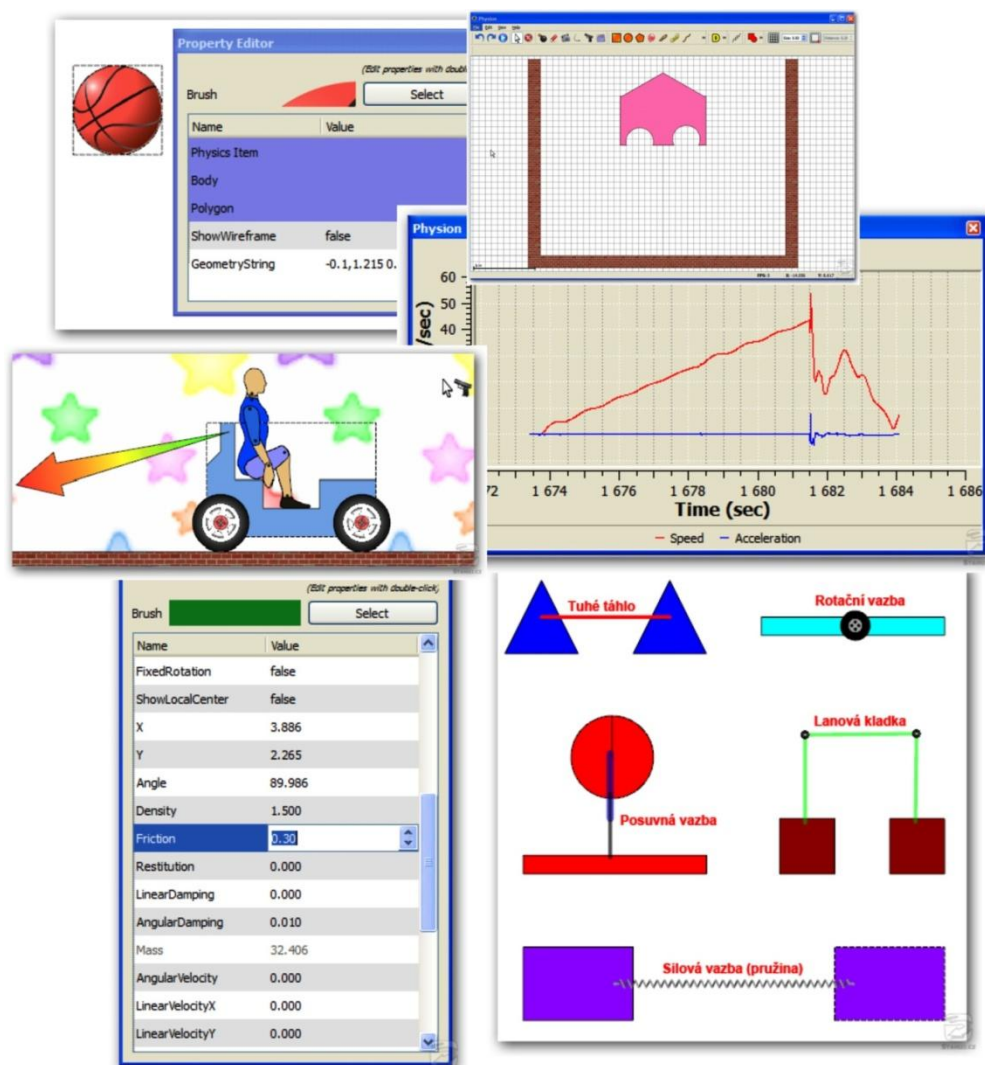 Property Editor
(Edit properties with double
Brush
Select
Name Value
Physics Item
Body
Polygon
ShowWireframe false
GeometryString -0.1,1.215 0.
Physion
Physion
/sec)
60
50
40
72 1 674 1 676 1 678 1 680 1 682 1 684 1 686
Time (sec)
Speed Acceleration
(Edit properties with double-click)
Brush
Select
Name Value
FixedRotation false
ShowLocalCenter false
X 3.886
Y 2.265
Angle 89.986
Density 1.500
Friction 0.30
Restitution 0.000
LinearDamping 0.000
AngularDamping 0.010
Mass 32.406
AngularVelocity 0.000
LinearVelocityX 0.000
LinearVelocityY 0.000
Tuhé táhlo
Rotační vazba
Lanová kladka
Posuvná vazba
Silová vazba (pružina)